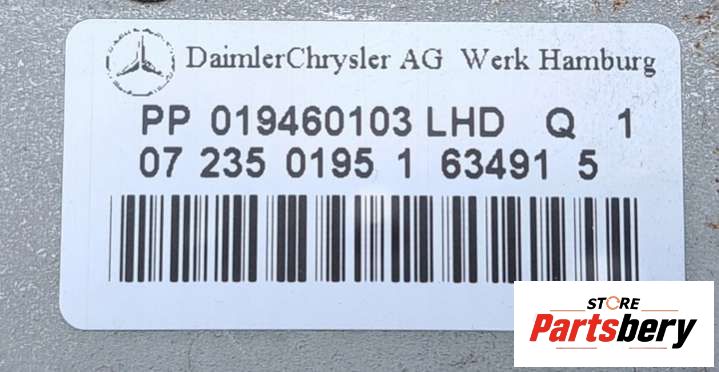 DaimlerChrysler AG Werk Hamburg
PP 019460103 LHD Q 1
07 235 0195 1 63491 5
STORE
Partsbery